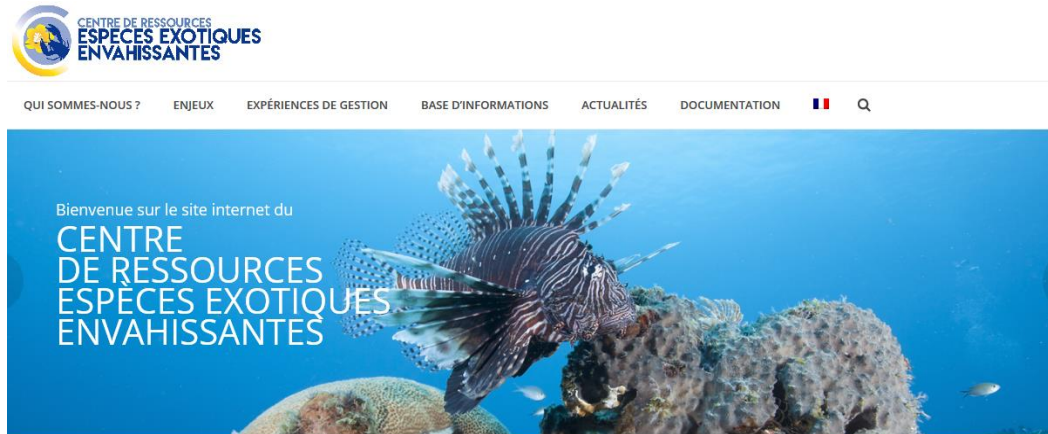 CENTRE DE RESSOURCES
ESPÈCES EXOTIQUES
ENVAHISSANTES
QUI SOMMES-NOUS ? ENJEUX EXPÉRIENCES DE GESTION BASE D'INFORMATIONS ACTUALITÉS DOCUMENTATION
Bienvenue sur le site internet du
CENTRE
DE RESSOURCES
ESPÈCES EXOTIQUES
ENVAHISSANTES